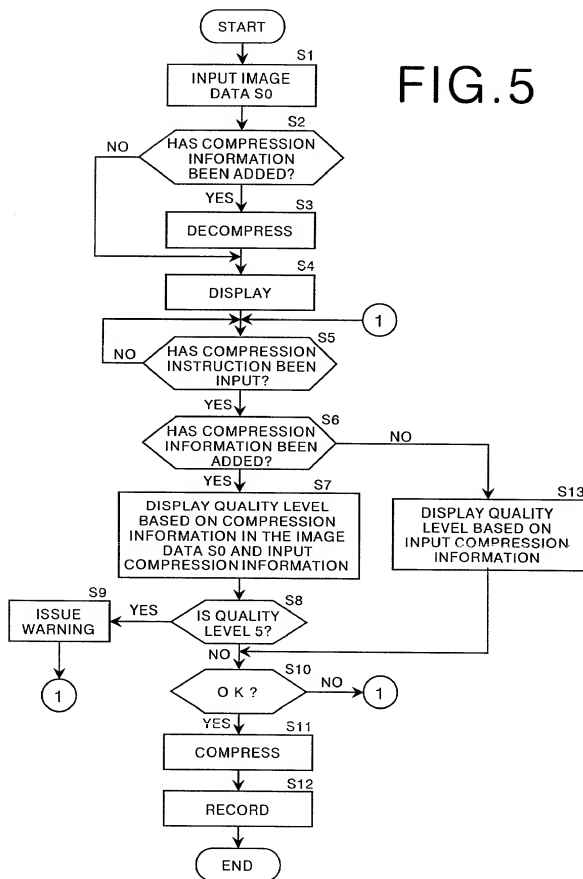 START
FIG.5
S1
INPUT IMAGE
DATA S0
S2
HAS COMPRESSION
INFORMATION
BEEN ADDED?
NO
YES
S3
DECOMPRESS
S4
DISPLAY
1
S5
HAS COMPRESSION
INSTRUCTION BEEN
INPUT?
NO
YES
S6
HAS COMPRESSION
INFORMATION BEEN
ADDED?
NO
YES
S7
DISPLAY QUALITY LEVEL
BASED ON COMPRESSION
INFORMATION IN THE IMAGE
DATA S0 AND INPUT
COMPRESSION INFORMATION
S13
DISPLAY QUALITY
LEVEL BASED ON
INPUT COMPRESSION
INFORMATION
S8
IS QUALITY
LEVEL 5?
YES
S9
ISSUE
WARNING
1
NO
S10
OK?
NO
1
YES
S11
COMPRESS
S12
RECORD
END